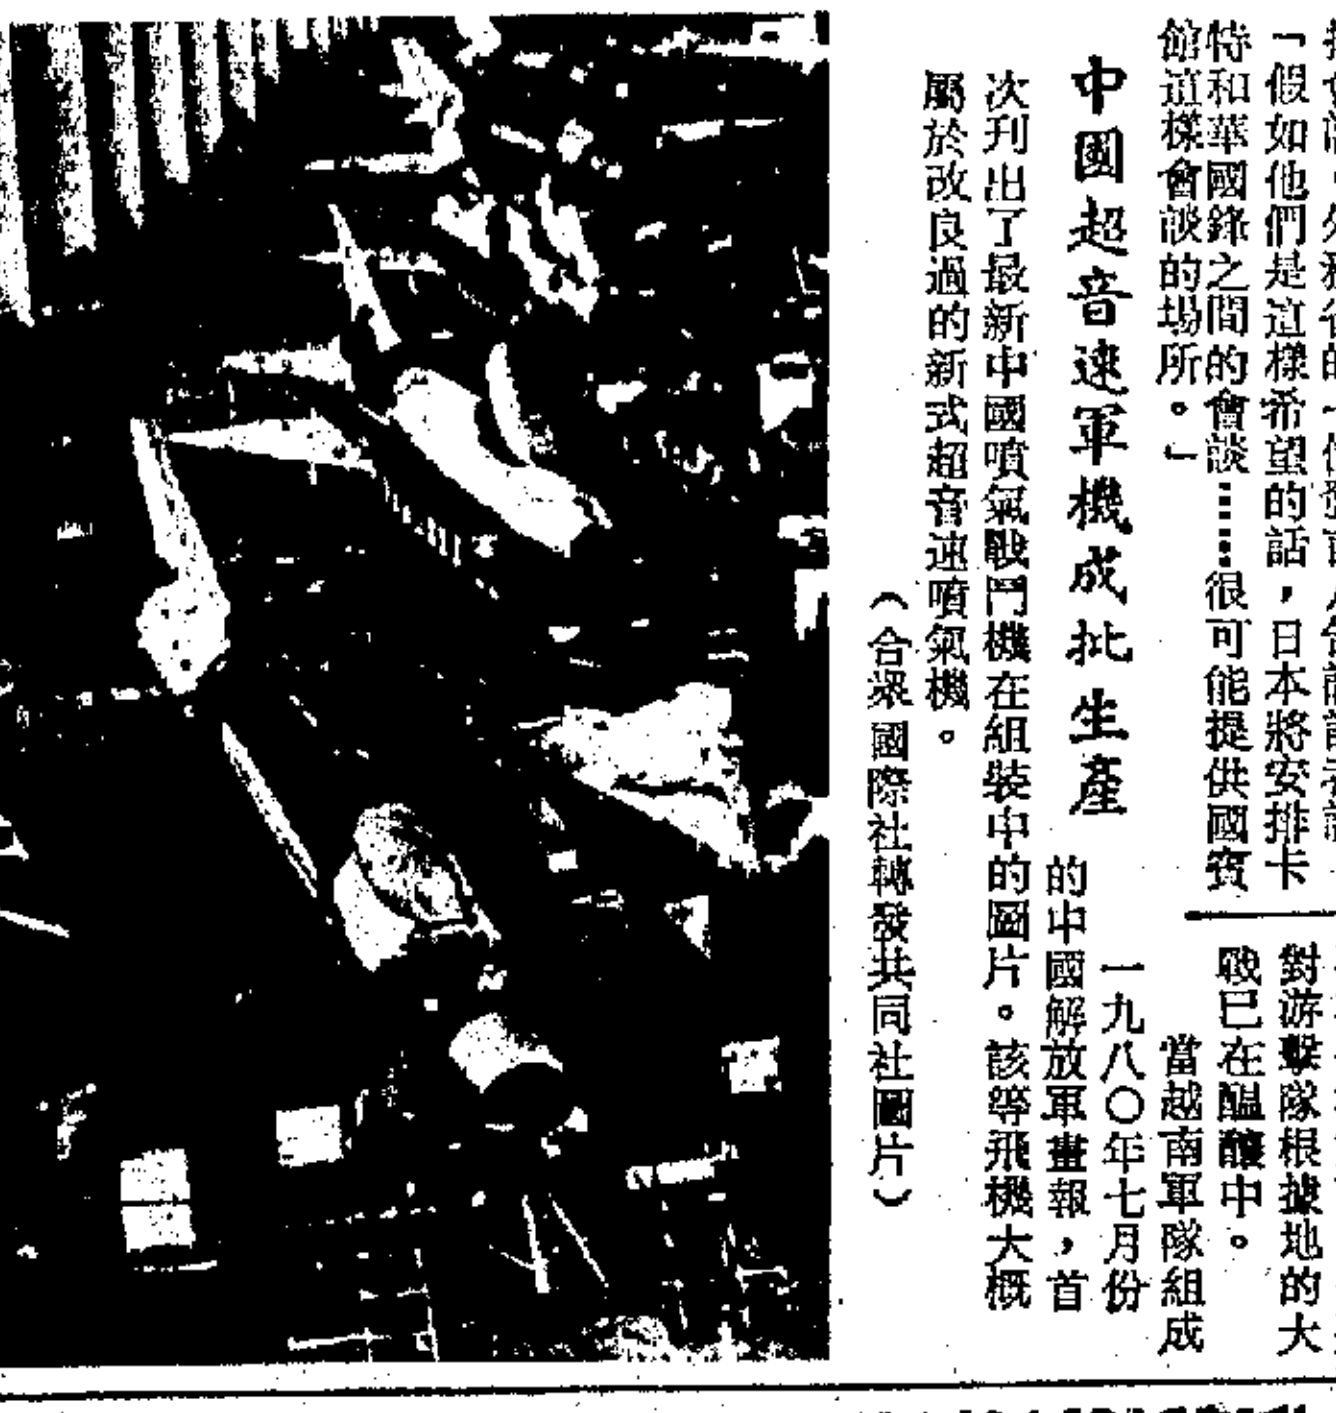 「假如他們是這樣希望的話，日本將安排卡
特和華國鋒之間的會談……很可能提供國賓
館這樣會談的場所。」
對游擊隊根據地的大
戰已在醞釀中。
當越南軍隊組成
中國超音速軍機成批生產
一九八〇年七月份
的中國解放軍畫報，首
次刋出了最新中國噴氣戰鬥機在組裝中的圖片。該等飛機大概
屬於改良過的新式超音速噴氣機。
（合衆國際社轉發共同社圖片）